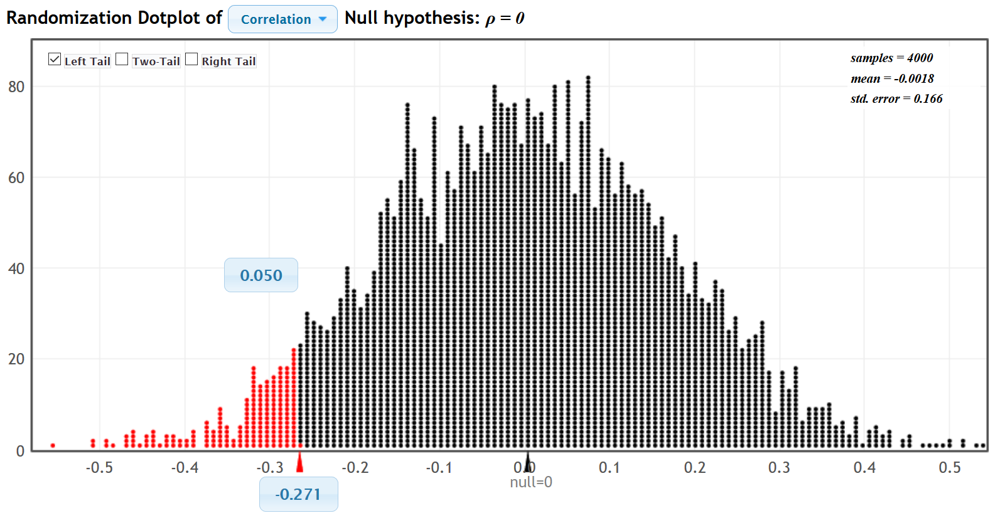 Randomization Dotplot of Correlation Null hypothesis: ρ = 0
Left Tail Two-Tail Right Tail
samples = 4000
mean = -0.0018
std. error = 0.166
80
60
40
20
0
0.050
-0.5 -0.4 -0.3 -0.2 -0.1 0.0 0.1 0.2 0.3 0.4 0.5
null=0
-0.271